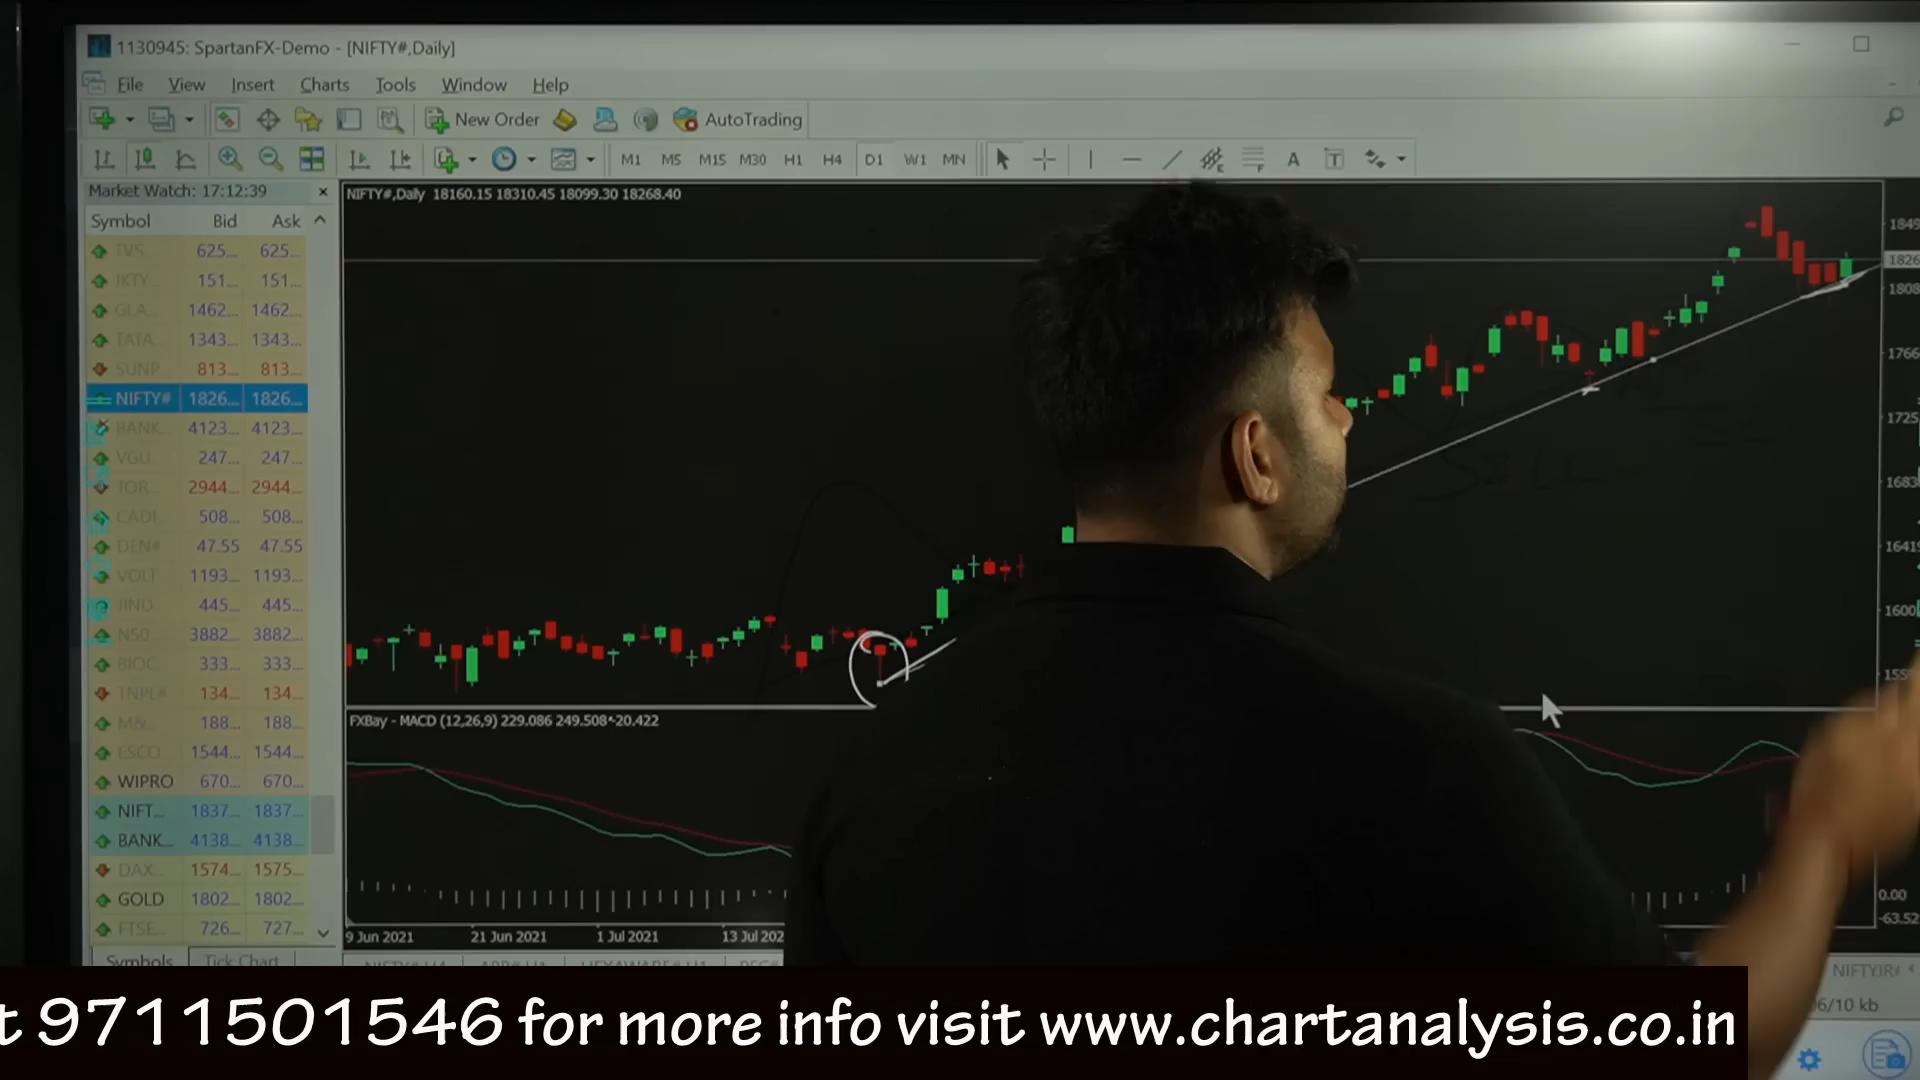 1130945: SpartanFX-Demo - [NIFTY#,Daily]
File View Insert Charts Tools Window Help
New Order AutoTrading
M1 M5 M15 M30 H1 H4 D1 W1 MN A T
Market Watch: 17:12:39
NIFTY#,Daily 18160.15 18310.45 18099.30 18268.40
Symbol Bid Ask
TVS... 625... 625...
IKTY... 151... 151...
GLA... 1462... 1462...
TATA... 1343... 1343...
SUNP... 813... 813...
NIFTY# 1826... 1826...
BANK... 4123... 4123...
VGU... 247... 247...
TOR... 2944... 2944...
CADI... 508... 508...
DEN# 47.55 47.55
VOLT... 1193... 1193...
JIND... 445... 445...
N50... 3882... 3882...
BIOC... 333... 333...
TNPL# 134... 134...
M&... 188... 188...
ESCO... 1544... 1544...
WIPRO 670... 670...
NIFT... 1837... 1837...
BANK... 4138... 4138...
DAX... 1574... 1575...
GOLD 1802... 1802...
FTSE... 726... 727...
Symbols Tick Chart
1849
1826
1808
1766
1725
1683
SELL
16419
1600
FXBay - MACD (12,26,9) 229.086 249.508 -20.422
0.00
-63.52
9 Jun 2021 21 Jun 2021 1 Jul 2021 13 Jul 202
/10 kb
9711501546 for more info visit www.chartanalysis.co.in